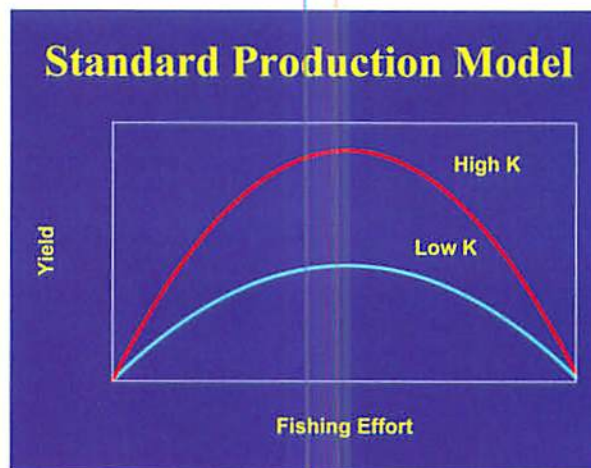 Standard Production Model
High K
Low K
Yield
Fishing Effort